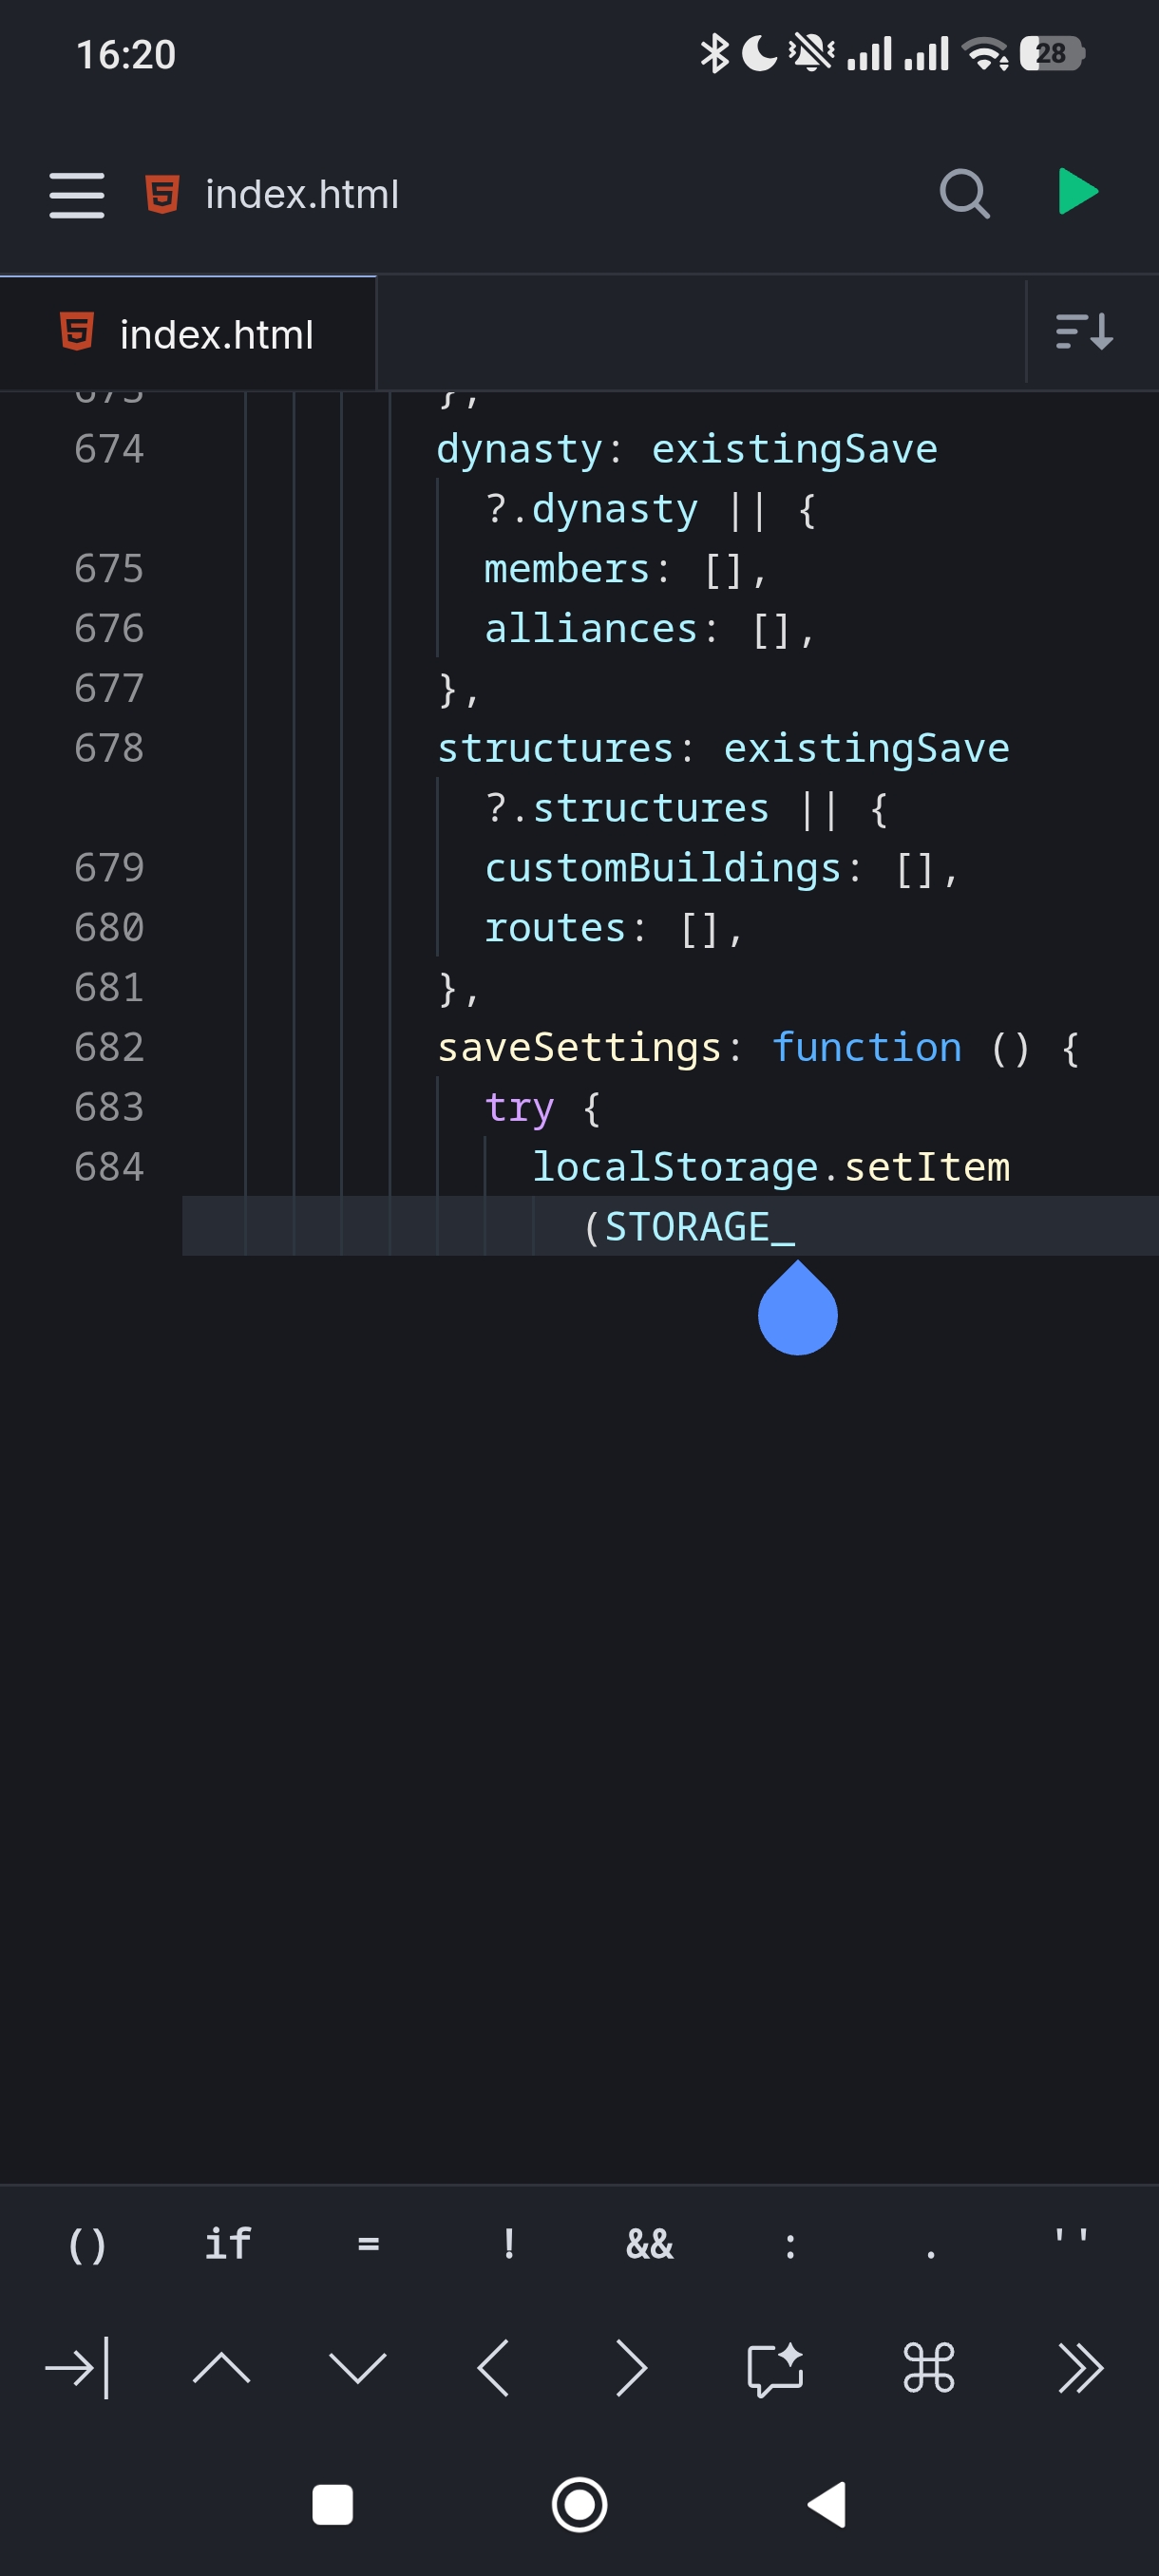 16:20
28
index.html
index.html
673 },
674 dynasty: existingSave
?.dynasty || {
675 members: [],
676 alliances: [],
677 },
678 structures: existingSave
?.structures || {
679 customBuildings: [],
680 routes: [],
681 },
682 saveSettings: function () {
683 try {
684 localStorage.setItem
(STORAGE_
() if = ! && : . ''